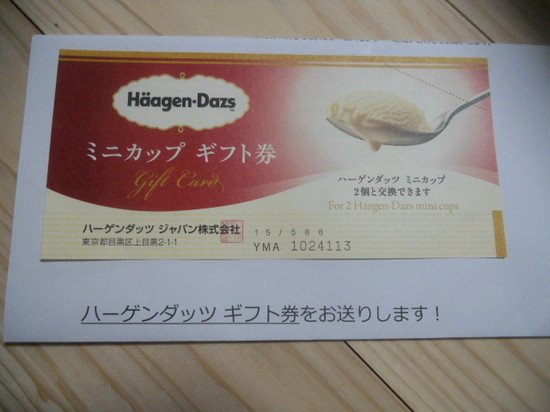 Häagen-Dazs
ミニカップ ギフト券
Gift Card
ハーゲンダッツ ミニカップ
2個と交換できます
For 2 Häagen-Dazs mini cups
ハーゲンダッツ ジャパン株式会社
東京都目黒区上目黒2-1-1
15/586
YMA 1024113
ハーゲンダッツ ギフト券をお送りします!